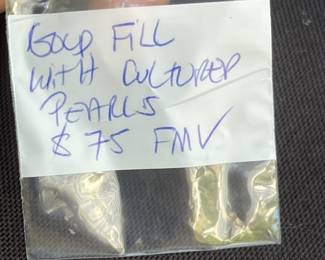 GOLD FILL
WITH CULTURED
PEARLS
$ 75 FMV